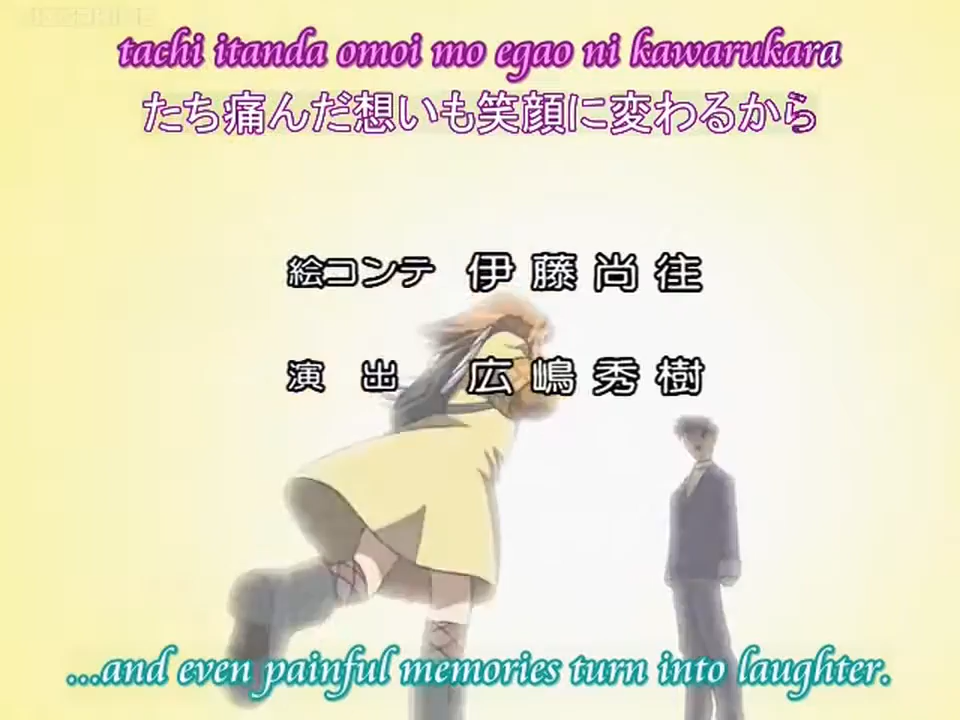 tachi itanda omoi mo egao ni kawarukara
たち痛んだ想いも笑顔に変わるから
絵コンテ 伊藤尚往
演出 広嶋秀樹
...and even painful memories turn into laughter.